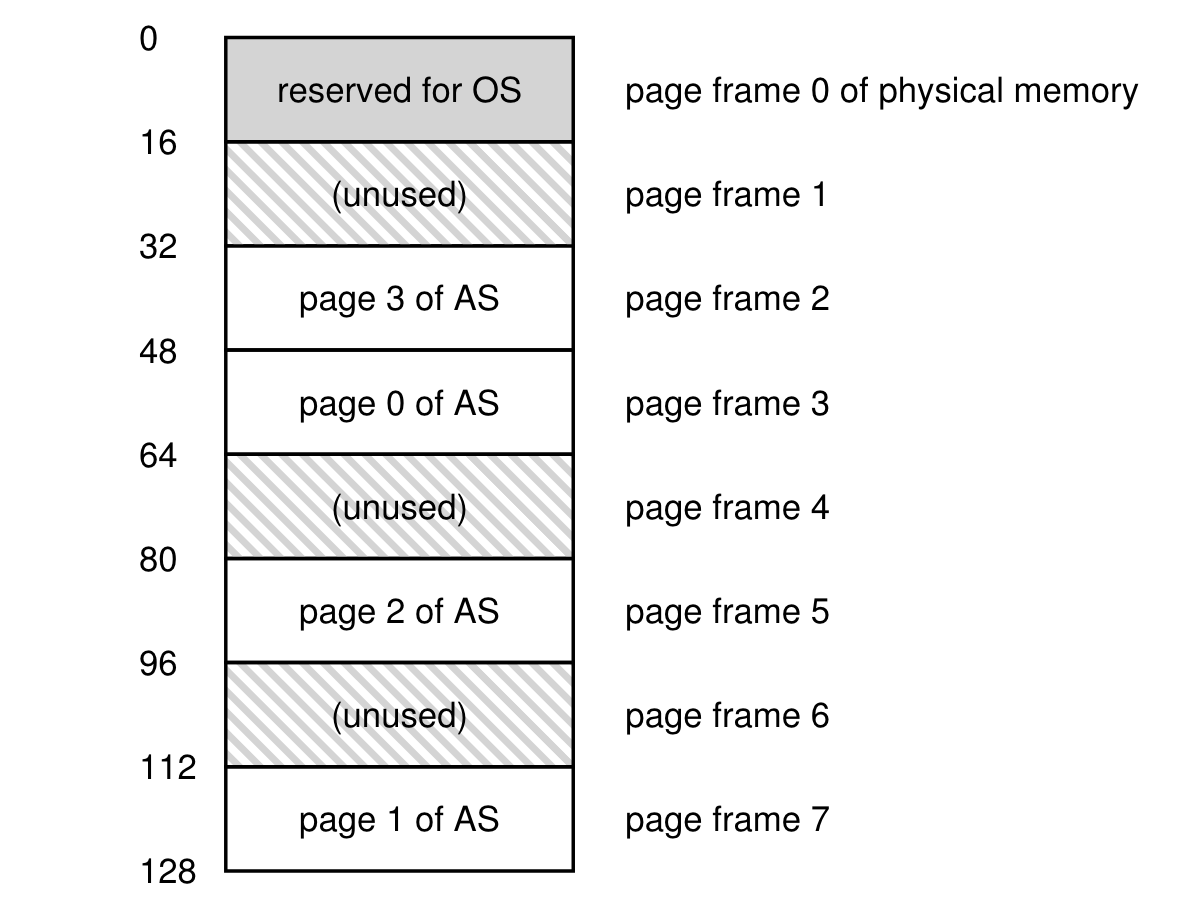 0
reserved for OS page frame 0 of physical memory
16
(unused) page frame 1
32
page 3 of AS page frame 2
48
page 0 of AS page frame 3
64
(unused) page frame 4
80
page 2 of AS page frame 5
96
(unused) page frame 6
112
page 1 of AS page frame 7
128